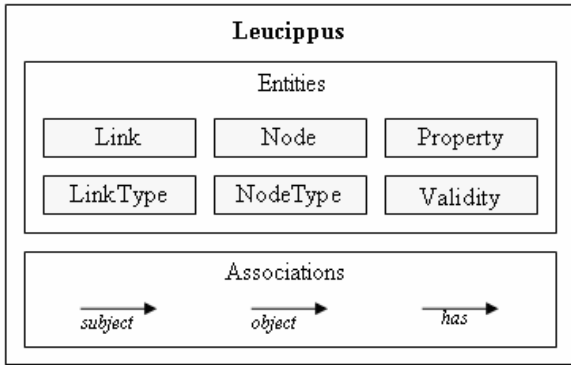 Leucippus
Entities
Link Node Property
LinkType NodeType Validity
Associations
subject object has